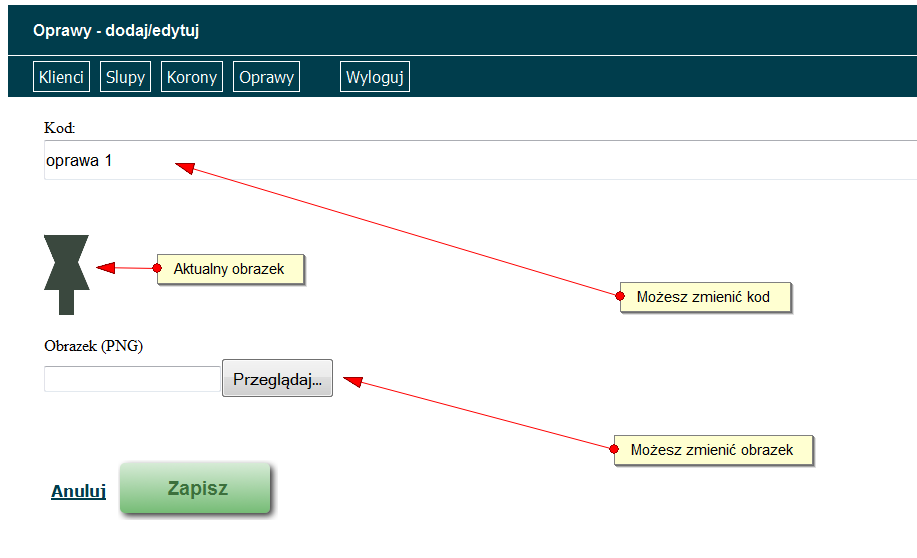 Oprawy - dodaj/edytuj
Klienci Slupy Korony Oprawy Wyloguj
Kod:
oprawa 1
Aktualny obrazek
Możesz zmienić kod
Obrazek (PNG)
Przeglądaj...
Możesz zmienić obrazek
Anuluj Zapisz